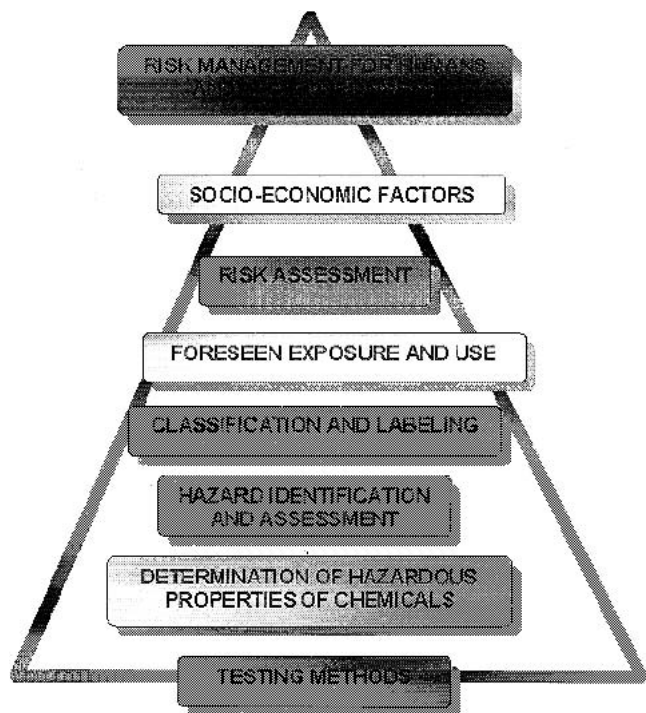 RISK MANAGEMENT FOR HUMANS
AND
SOCIO-ECONOMIC FACTORS
RISK ASSESSMENT
FORESEEN EXPOSURE AND USE
CLASSIFICATION AND LABELING
HAZARD IDENTIFICATION
AND ASSESSMENT
DETERMINATION OF HAZARDOUS
PROPERTIES OF CHEMICALS
TESTING METHODS